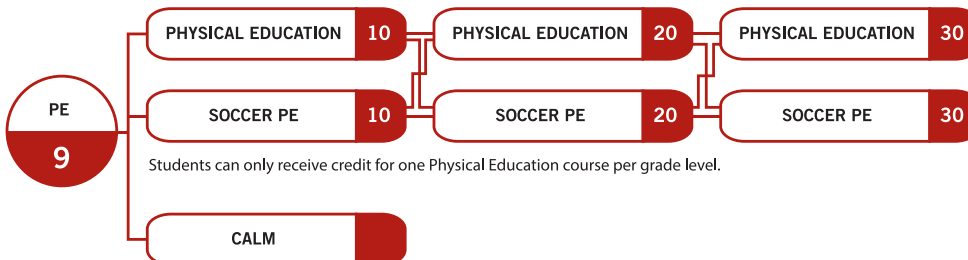 PHYSICAL EDUCATION 10 PHYSICAL EDUCATION 20 PHYSICAL EDUCATION 30
PE
9
SOCCER PE 10 SOCCER PE 20 SOCCER PE 30
Students can only receive credit for one Physical Education course per grade level.
CALM